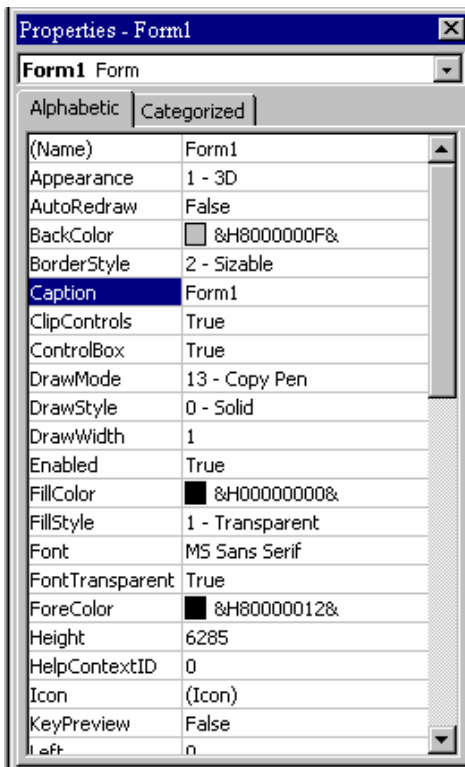 Properties - Form1
Form1 Form
Alphabetic Categorized
(Name) Form1
Appearance 1 - 3D
AutoRedraw False
BackColor &H8000000F&
BorderStyle 2 - Sizable
Caption Form1
ClipControls True
ControlBox True
DrawMode 13 - Copy Pen
DrawStyle 0 - Solid
DrawWidth 1
Enabled True
FillColor &H00000000&
FillStyle 1 - Transparent
Font MS Sans Serif
FontTransparent True
ForeColor &H80000012&
Height 6285
HelpContextID 0
Icon (Icon)
KeyPreview False
Left 0